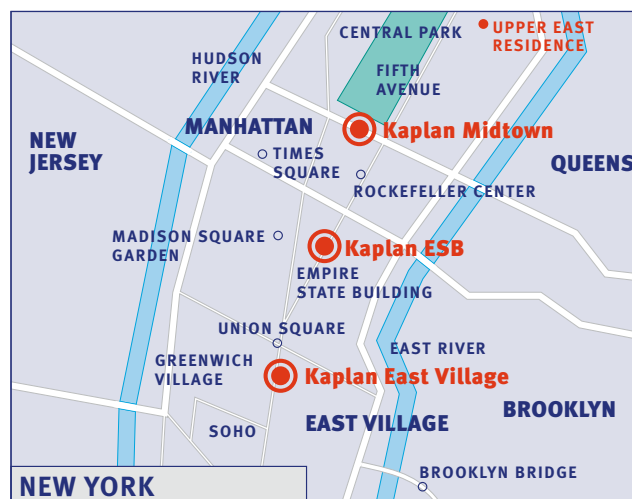 CENTRAL PARK
UPPER EAST
RESIDENCE
HUDSON
RIVER
FIFTH
AVENUE
MANHATTAN
Kaplan Midtown
NEW
JERSEY
TIMES
SQUARE
QUEENS
ROCKEFELLER CENTER
MADISON SQUARE
GARDEN
Kaplan ESB
EMPIRE
STATE BUILDING
UNION SQUARE
EAST RIVER
GREENWICH
VILLAGE
Kaplan East Village
BROOKLYN
EAST VILLAGE
SOHO
BROOKLYN BRIDGE
NEW YORK